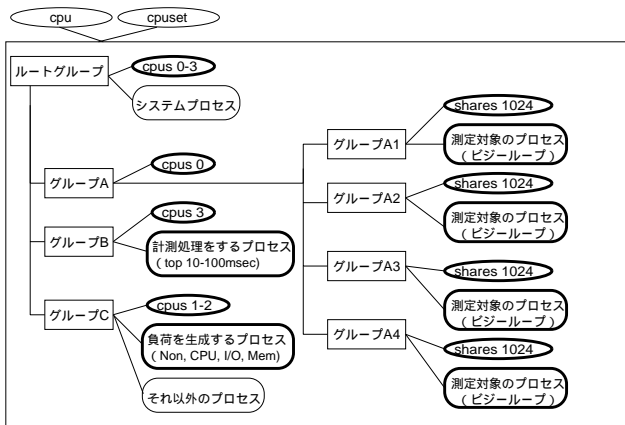 cpu
cpuset
ルートグループ
cpus 0-3
システムプロセス
グループA
cpus 0
グループB
cpus 3
計測処理をするプロセス
( top 10-100msec)
グループC
cpus 1-2
負荷を生成するプロセス
( Non, CPU, I/O, Mem)
それ以外のプロセス
グループA1
shares 1024
測定対象のプロセス
( ビジーループ )
グループA2
shares 1024
測定対象のプロセス
( ビジーループ )
グループA3
shares 1024
測定対象のプロセス
( ビジーループ )
グループA4
shares 1024
測定対象のプロセス
( ビジーループ )